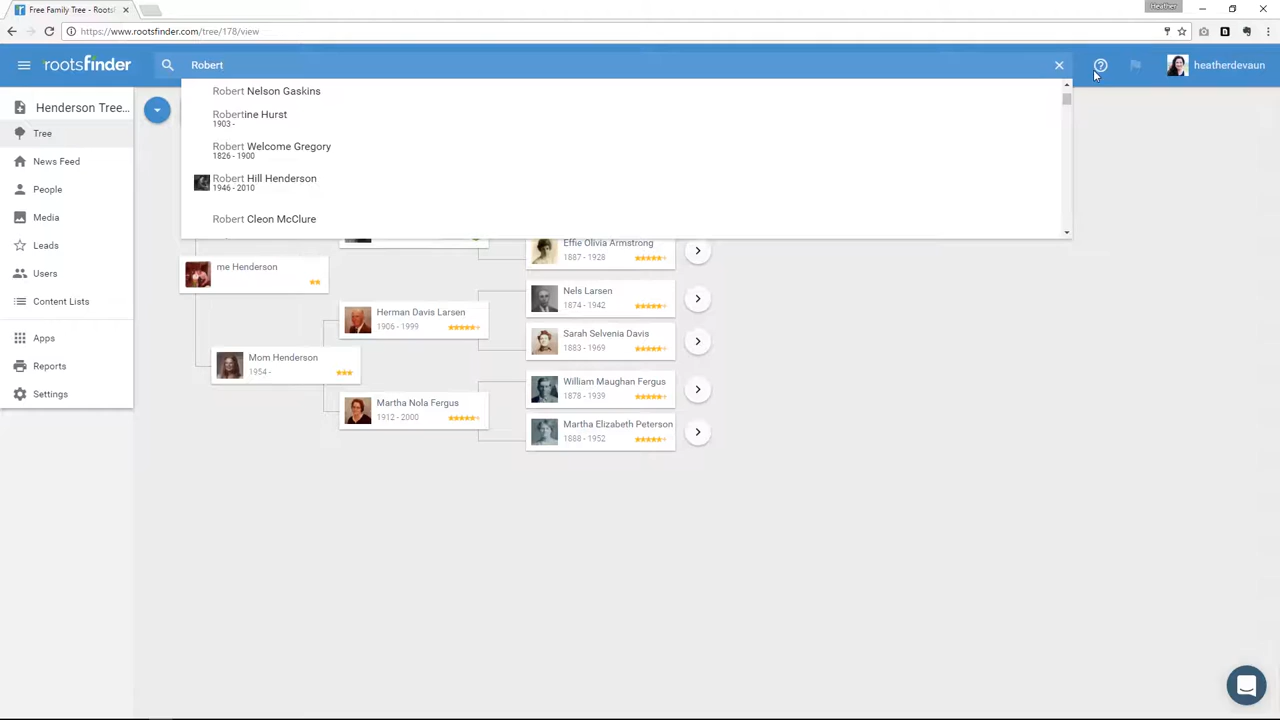 Free Family Tree - Roots
Heather
https://www.rootsfinder.com/tree/178/view
rootsfinder
Robert
heatherdevaun
Henderson Tree...
Tree
News Feed
People
Media
Leads
Users
Content Lists
Apps
Reports
Settings
Robert Nelson Gaskins
Robertine Hurst
1903 -
Robert Welcome Gregory
1826 - 1900
Robert Hill Henderson
1946 - 2010
Robert Cleon McClure
Effie Olivia Armstrong
1887 - 1928
me Henderson
Nels Larsen
1874 - 1942
Herman Davis Larsen
1906 - 1999
Sarah Selvenia Davis
1883 - 1969
Mom Henderson
1954 -
William Maughan Fergus
1878 - 1939
Martha Nola Fergus
1912 - 2000
Martha Elizabeth Peterson
1888 - 1952